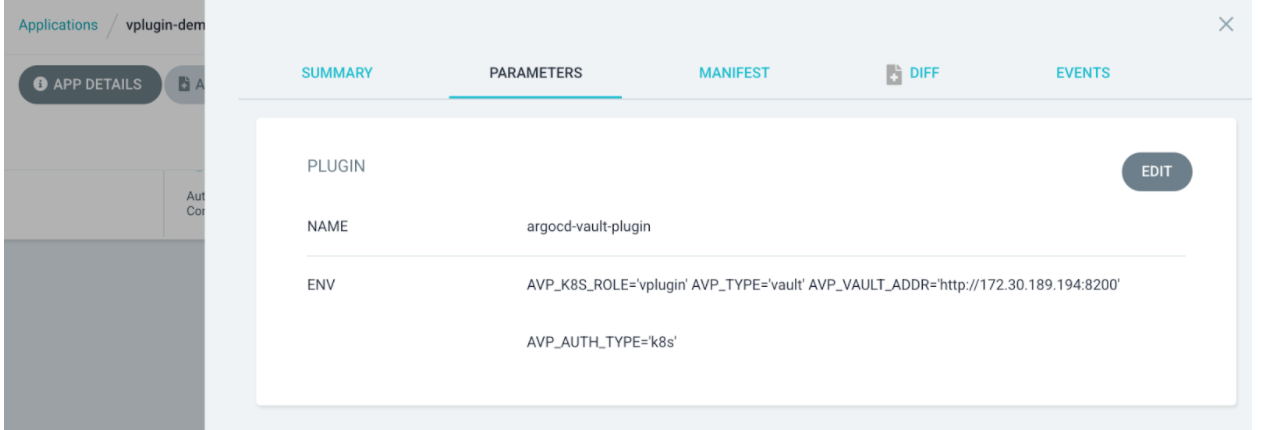 Applications / vplugin-dem
APP DETAILS A
SUMMARY PARAMETERS MANIFEST DIFF EVENTS
PLUGIN
EDIT
Aut
Cor
NAME argocd-vault-plugin
ENV AVP_K8S_ROLE='vplugin' AVP_TYPE='vault' AVP_VAULT_ADDR='http://172.30.189.194:8200'
AVP_AUTH_TYPE='k8s'